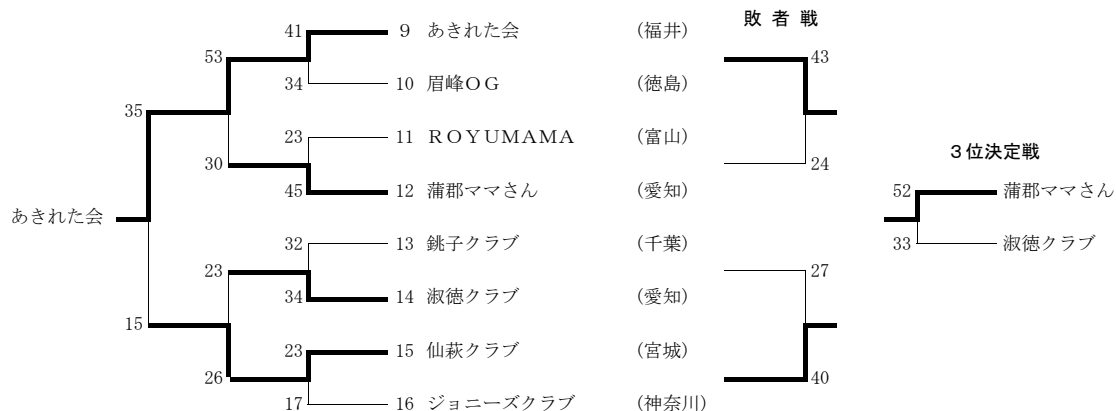 敗者戦
41 9 あきれた会 (福井)
53 43
34 10 眉峰OG (徳島)
35
23 11 ROYUMAMA (富山)
30 24 3位決定戦
45 12 蒲郡ママさん (愛知) 52 蒲郡ママさん
あきれた会
32 13 銚子クラブ (千葉) 33 淑徳クラブ
23 27
34 14 淑徳クラブ (愛知)
15
23 15 仙萩クラブ (宮城)
26 40
17 16 ジョニーズクラブ (神奈川)